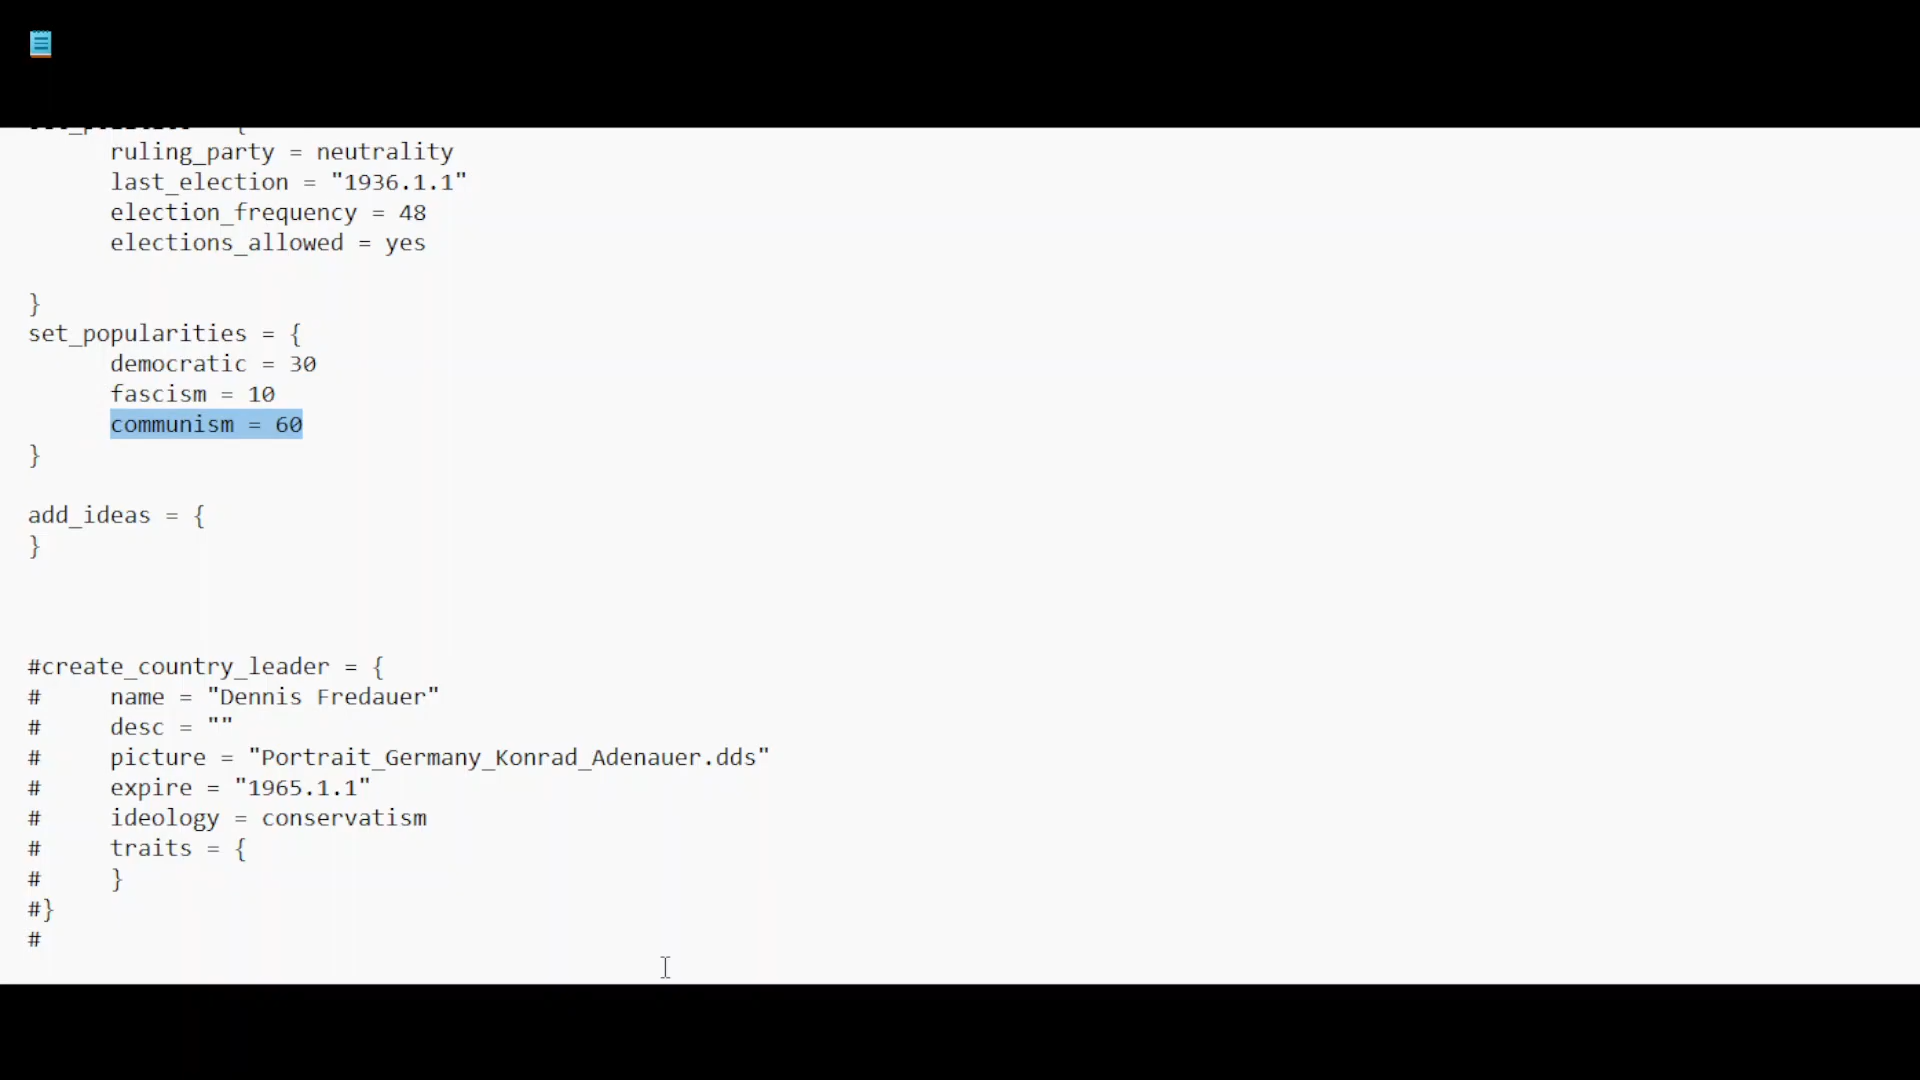 ruling_party = neutrality
last_election = "1936.1.1"
election_frequency = 48
elections_allowed = yes
}
set_popularities = {
democratic = 30
fascism = 10
communism = 60
}
add_ideas = {
}
#create_country_leader = {
# name = "Dennis Fredauer"
# desc = ""
# picture = "Portrait_Germany_Konrad_Adenauer.dds"
# expire = "1965.1.1"
# ideology = conservatism
# traits = {
# }
#}
#